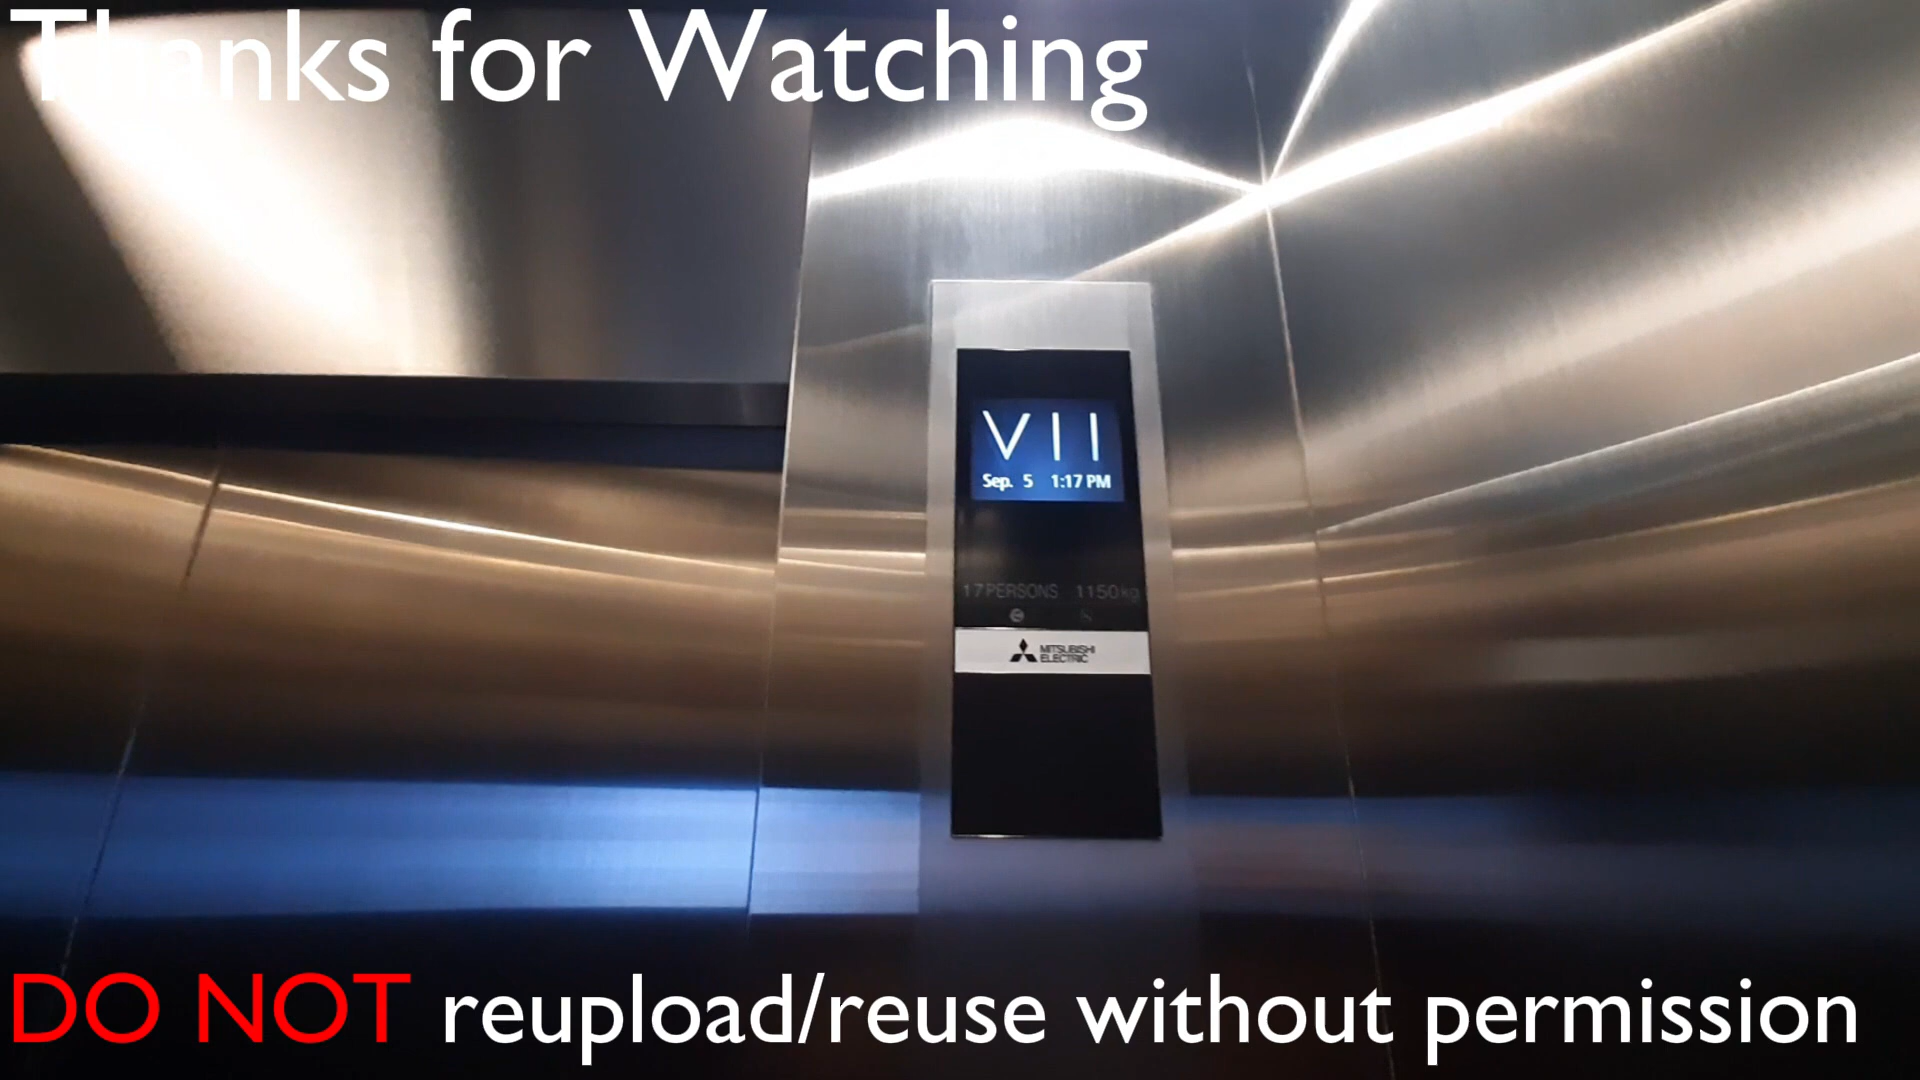 Thanks for Watching
VII
Sep. 5 1:17 PM
17 PERSONS 1150kg
MITSUBISHI
ELECTRIC
DO NOT reupload/reuse without permission